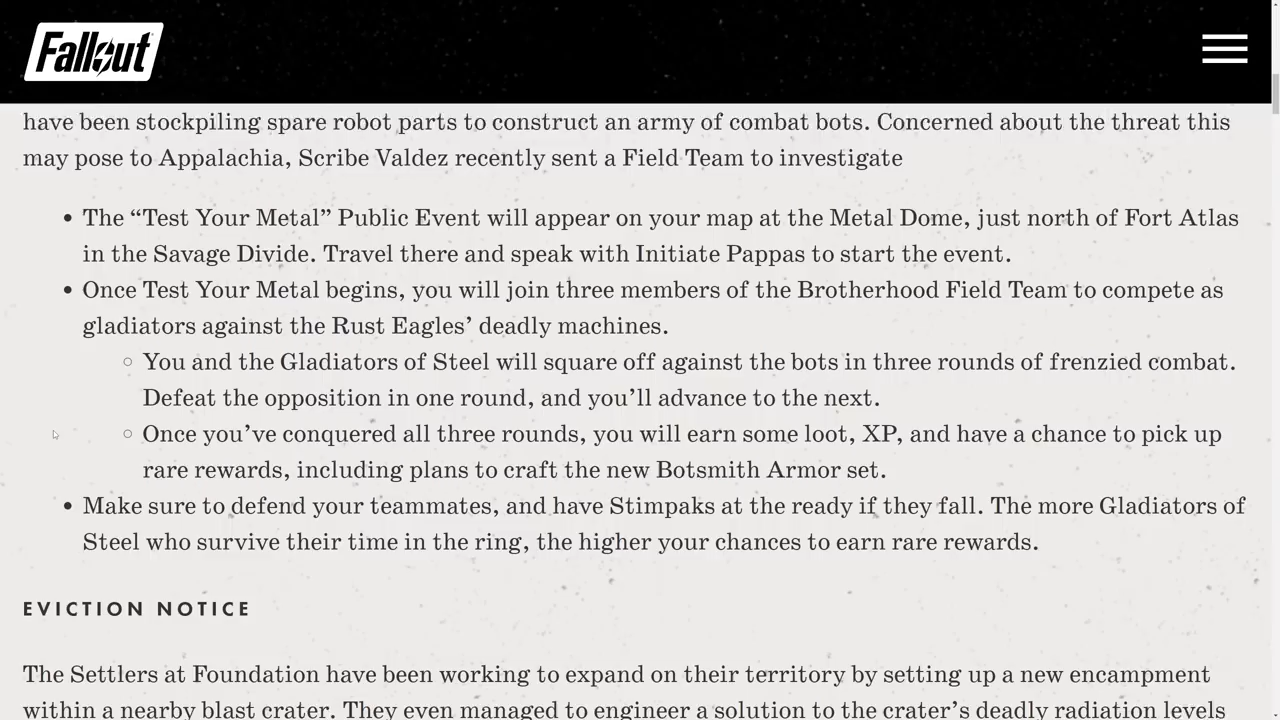 Fallout
have been stockpiling spare robot parts to construct an army of combat bots. Concerned about the threat this
may pose to Appalachia, Scribe Valdez recently sent a Field Team to investigate
• The “Test Your Metal” Public Event will appear on your map at the Metal Dome, just north of Fort Atlas
in the Savage Divide. Travel there and speak with Initiate Pappas to start the event.
• Once Test Your Metal begins, you will join three members of the Brotherhood Field Team to compete as
gladiators against the Rust Eagles’ deadly machines.
○ You and the Gladiators of Steel will square off against the bots in three rounds of frenzied combat.
Defeat the opposition in one round, and you’ll advance to the next.
○ Once you’ve conquered all three rounds, you will earn some loot, XP, and have a chance to pick up
rare rewards, including plans to craft the new Botsmith Armor set.
• Make sure to defend your teammates, and have Stimpaks at the ready if they fall. The more Gladiators of
Steel who survive their time in the ring, the higher your chances to earn rare rewards.
EVICTION NOTICE
The Settlers at Foundation have been working to expand on their territory by setting up a new encampment
within a nearby blast crater. They even managed to engineer a solution to the crater’s deadly radiation levels